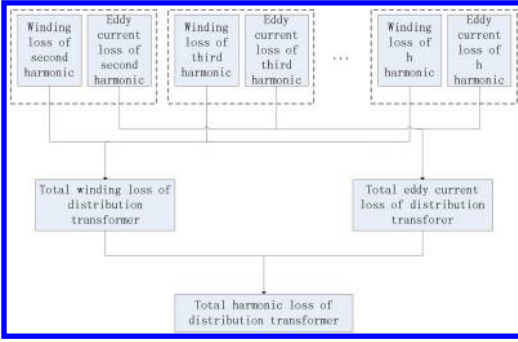 Winding
loss of
second
harmonic
Eddy
current
loss of
second
harmonic
Winding
loss of
third
harmonic
Eddy
current
loss of
third
harmonic
...
Winding
loss of
h
harmonic
Eddy
current
loss of
h
harmonic
Total winding loss of
distribution
transformer
Total eddy current
loss of distribution
transforer
Total harmonic loss of
distribution transformer